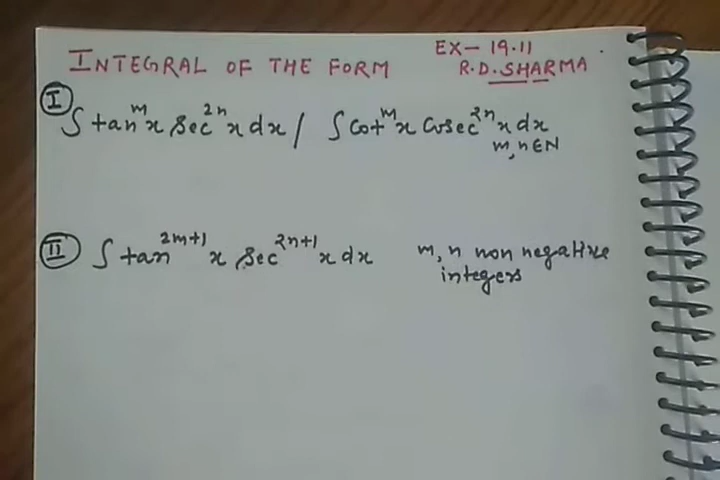 INTEGRAL OF THE FORM
EX-19.11
R.D.SHARMA
I
∫ tan^m x sec^2n x dx / ∫ cot^m x cosec^2n x dx
m, n ∈ N
II
∫ tan^2m+1 x sec^2n+1 x dx
m, n non negative
integers